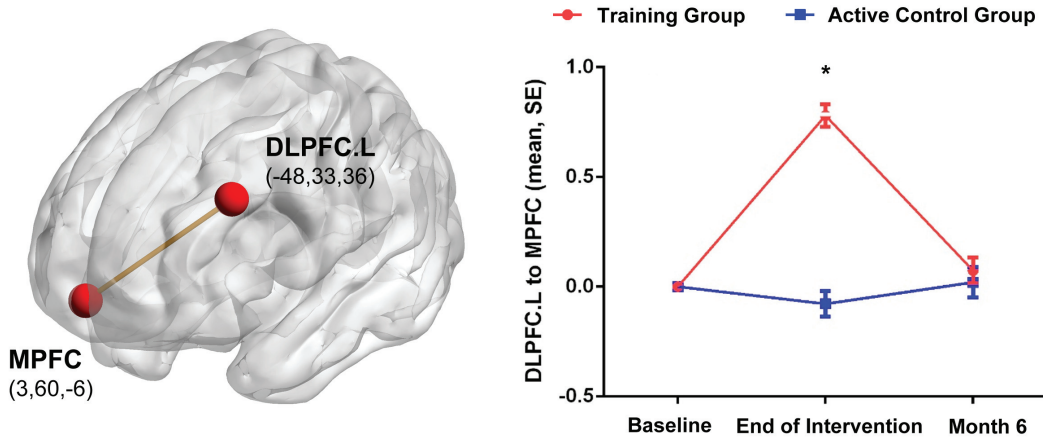 DLPFC.L
(-48,33,36)
MPFC
(3,60,-6)
Training Group
Active Control Group
DLPFC.L to MPFC (mean, SE)
1.0
0.5
0.0
-0.5
*
Baseline
End of Intervention
Month 6